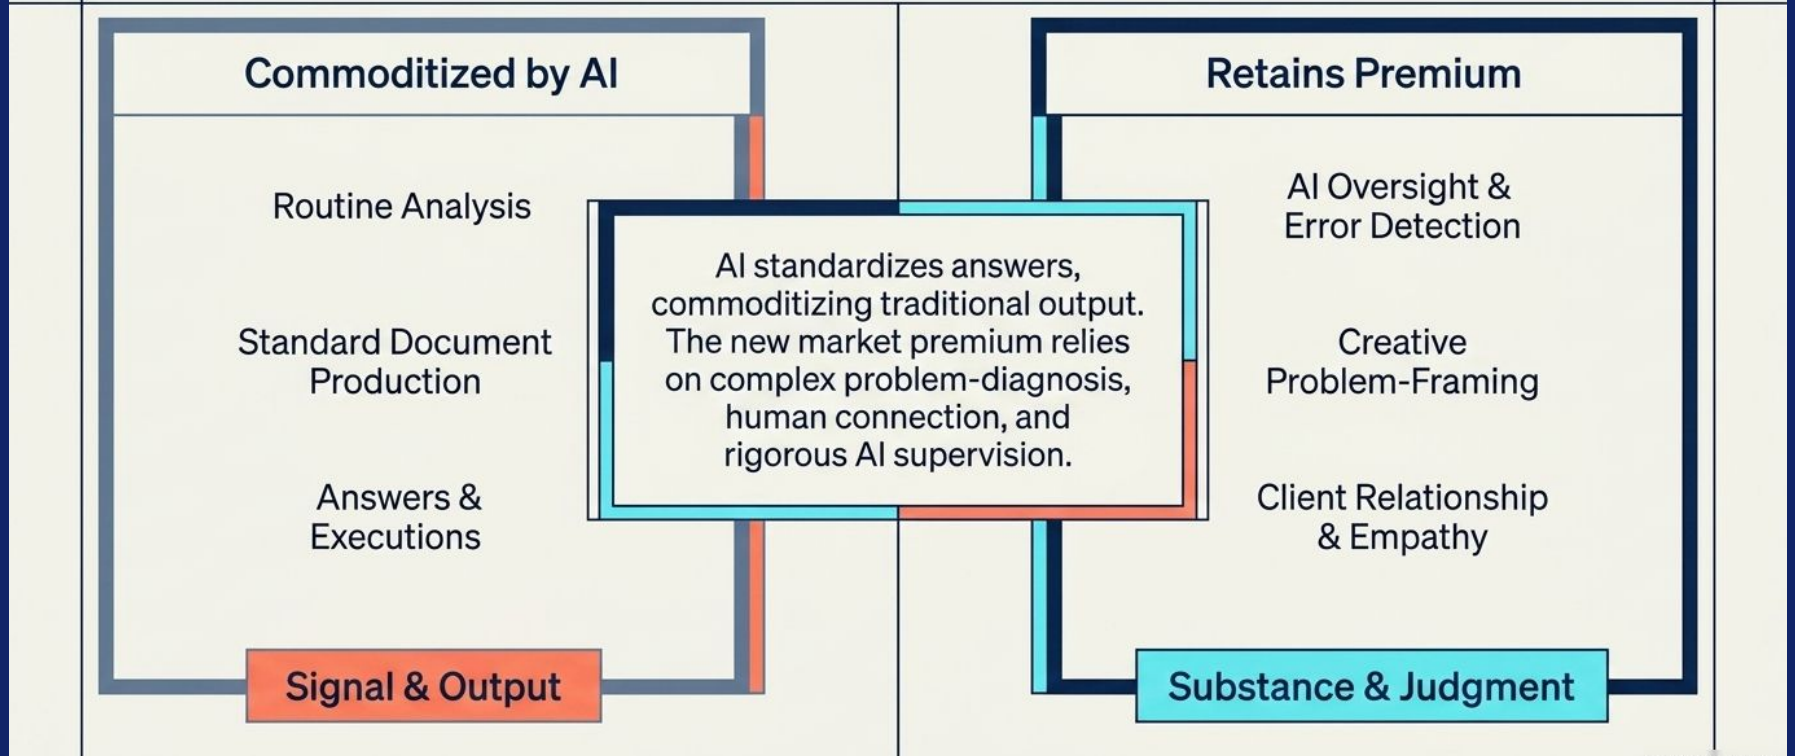 Commoditized by AI
Routine Analysis
Standard Document
Production
Answers &
Executions
Signal & Output
AI standardizes answers,
commoditizing traditional output.
The new market premium relies
on complex problem-diagnosis,
human connection, and
rigorous AI supervision.
Retains Premium
AI Oversight &
Error Detection
Creative
Problem-Framing
Client Relationship
& Empathy
Substance & Judgment